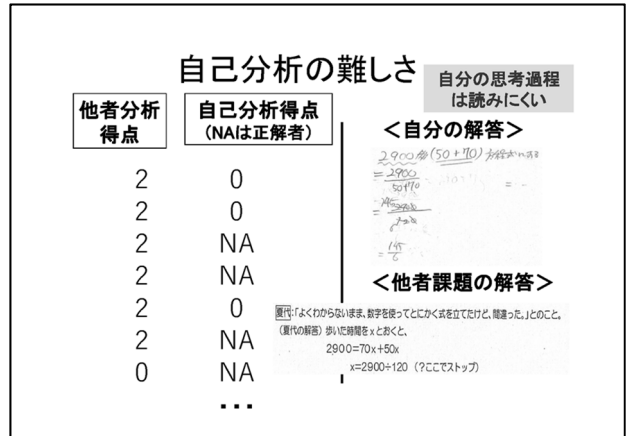 自己分析の難しさ
自分の思考過程
は読みにくい
他者分析
得点
自己分析得点
(NAは正解者)
2 0
2 0
2 NA
2 NA
2 0
2 NA
0 NA
…
<自分の解答>
2900÷(50+70)
= 2900
50+70
= 145
6
<他者課題の解答>
夏代:「よくわからないまま、数字を使ってとにかく式を立てたけど、間違った。」とのこと。
(夏代の解答) 歩いた時間をxとおくと、
2900=70x+50x
x=2900÷120 (?ここでストップ)